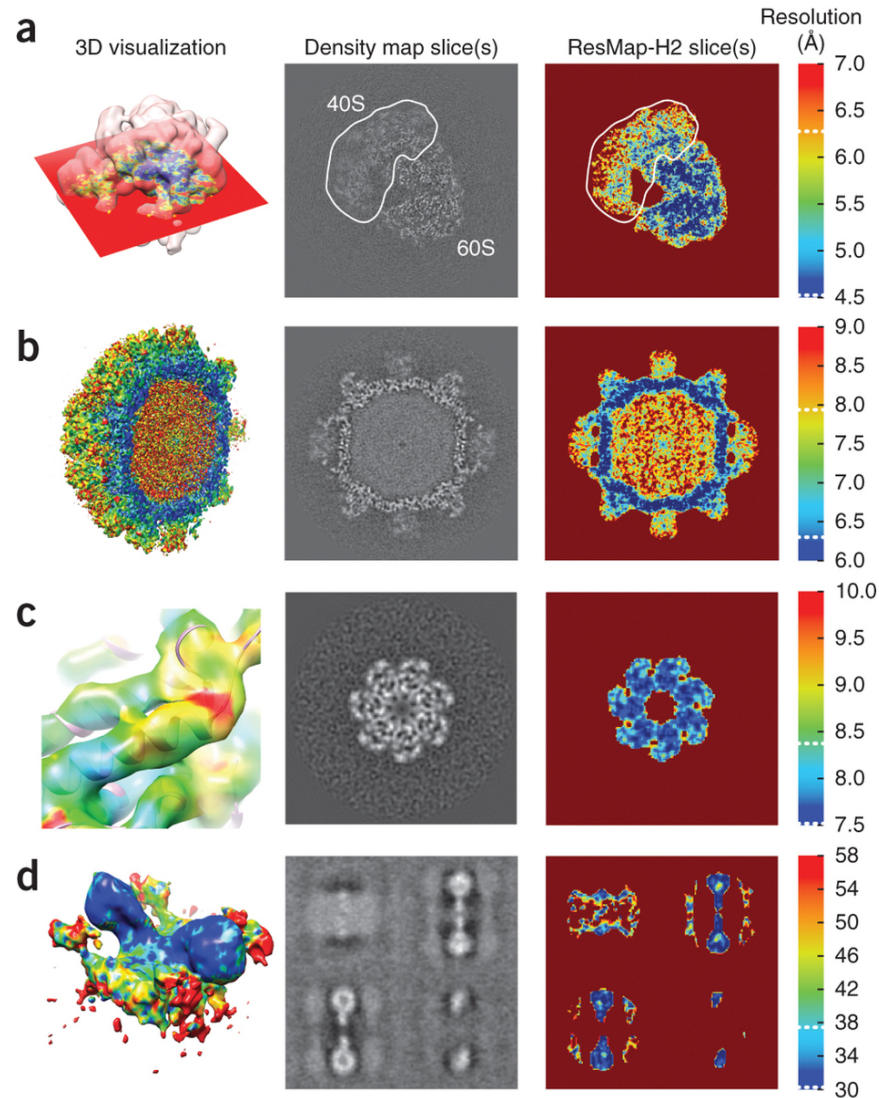 a
3D visualization
Density map slice(s)
ResMap-H2 slice(s)
Resolution
(Å)
40S
60S
7.0
6.5
6.0
5.5
5.0
4.5
b
9.0
8.5
8.0
7.5
7.0
6.5
6.0
c
10.0
9.5
9.0
8.5
8.0
7.5
d
58
54
50
46
42
38
34
30